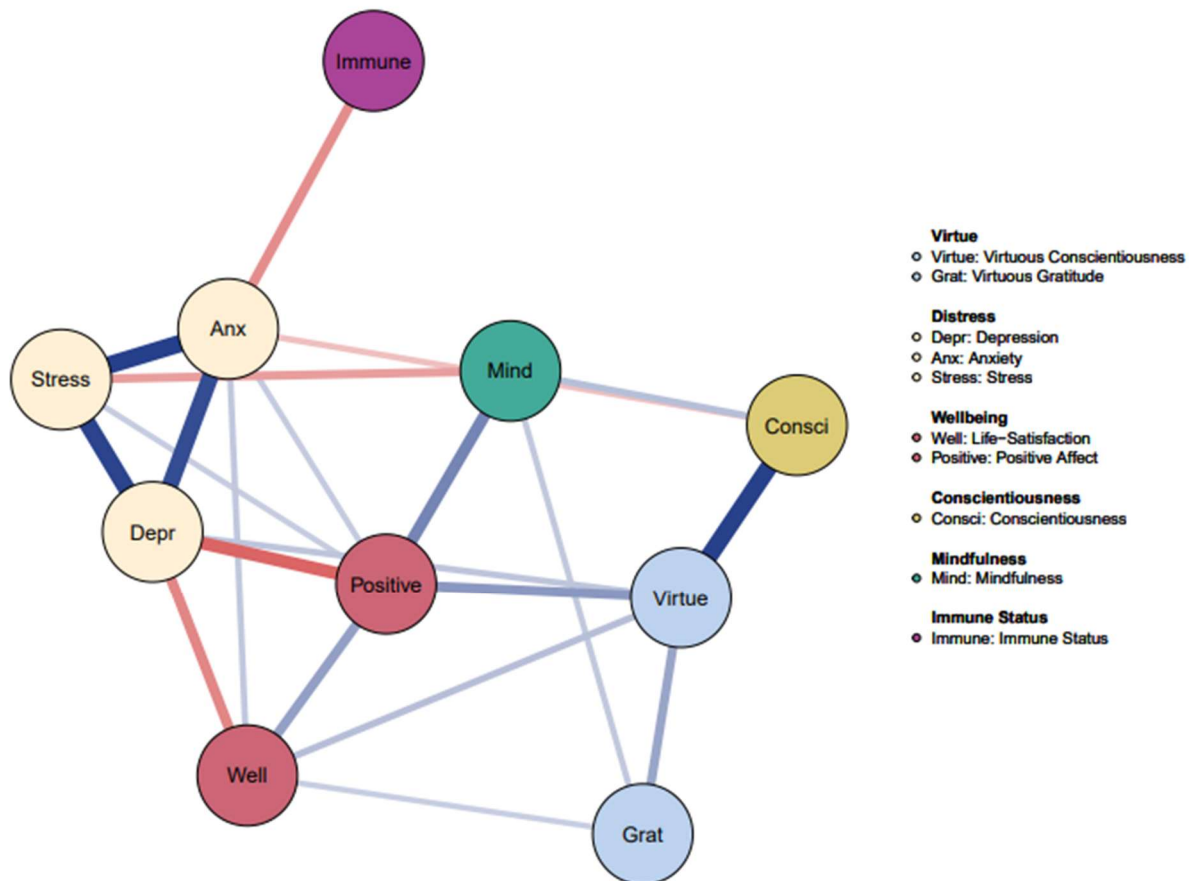 Immune
Anx
Stress
Mind
Consci
Depr
Positive
Virtue
Well
Grat
Virtue
Virtue: Virtuous Conscientiousness
Grat: Virtuous Gratitude
Distress
Depr: Depression
Anx: Anxiety
Stress: Stress
Wellbeing
Well: Life−Satisfaction
Positive: Positive Affect
Conscientiousness
Consci: Conscientiousness
Mindfulness
Mind: Mindfulness
Immune Status
Immune: Immune Status